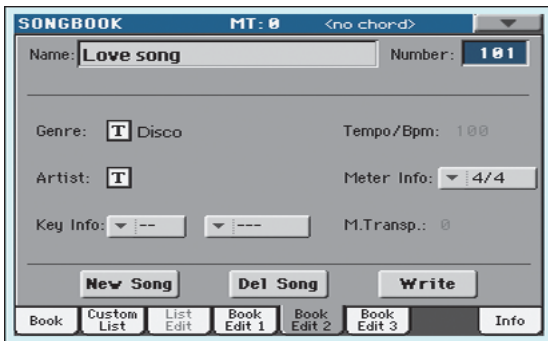 SONGBOOK MT: 0 <no chord>
Name: Love song Number: 101
Genre: T Disco Tempo/Bpm: 100
Artist: T Meter Info: 4/4
Key Info: -- --- M.Transp.: 0
New Song Del Song Write
Book Custom List List Edit Book Edit 1 Book Edit 2 Book Edit 3 Info